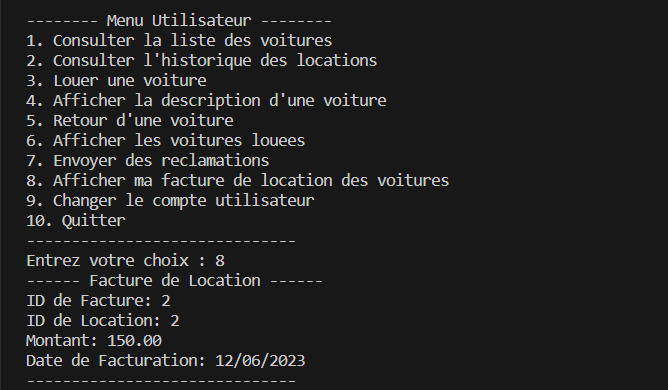 -------- Menu Utilisateur --------
1. Consulter la liste des voitures
2. Consulter l'historique des locations
3. Louer une voiture
4. Afficher la description d'une voiture
5. Retour d'une voiture
6. Afficher les voitures louees
7. Envoyer des reclamations
8. Afficher ma facture de location des voitures
9. Changer le compte utilisateur
10. Quitter
------------------------------
Entrez votre choix : 8
------ Facture de Location ------
ID de Facture: 2
ID de Location: 2
Montant: 150.00
Date de Facturation: 12/06/2023
------------------------------